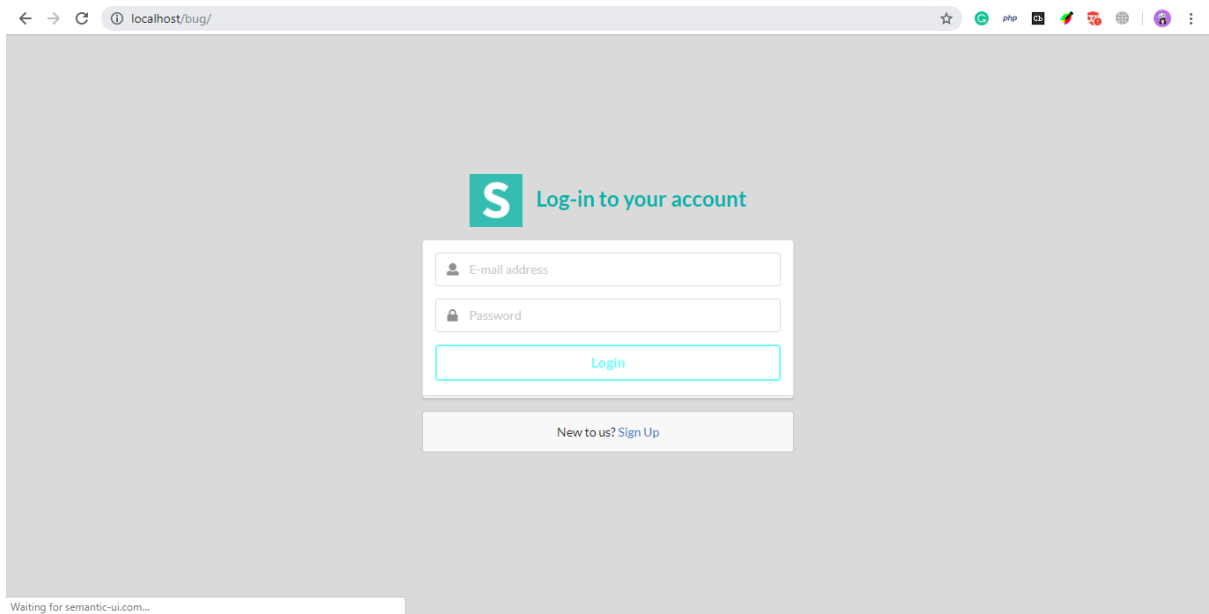 localhost/bug/
php
Cb
S
Log-in to your account
E-mail address
Password
Login
New to us? Sign Up
Waiting for semantic-ui.com...